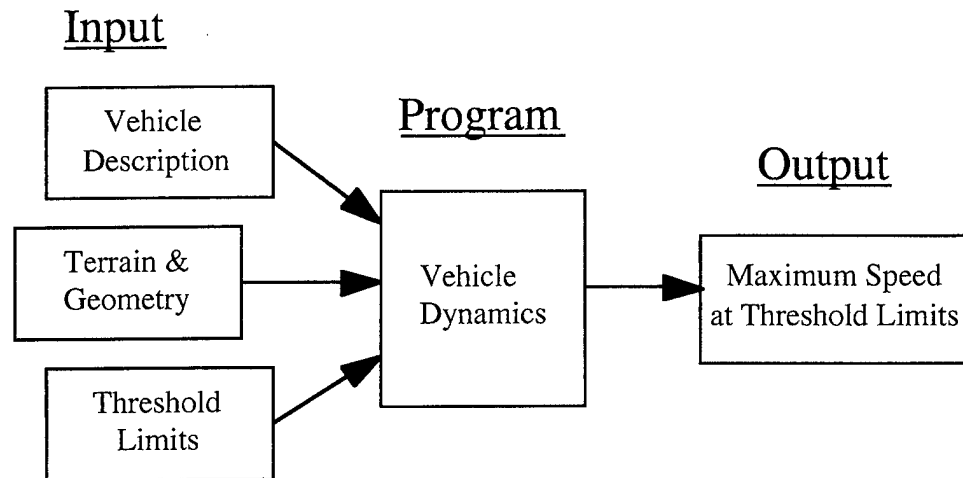 Input
Vehicle
Description
Terrain &
Geometry
Threshold
Limits
Program
Vehicle
Dynamics
Output
Maximum Speed
at Threshold Limits